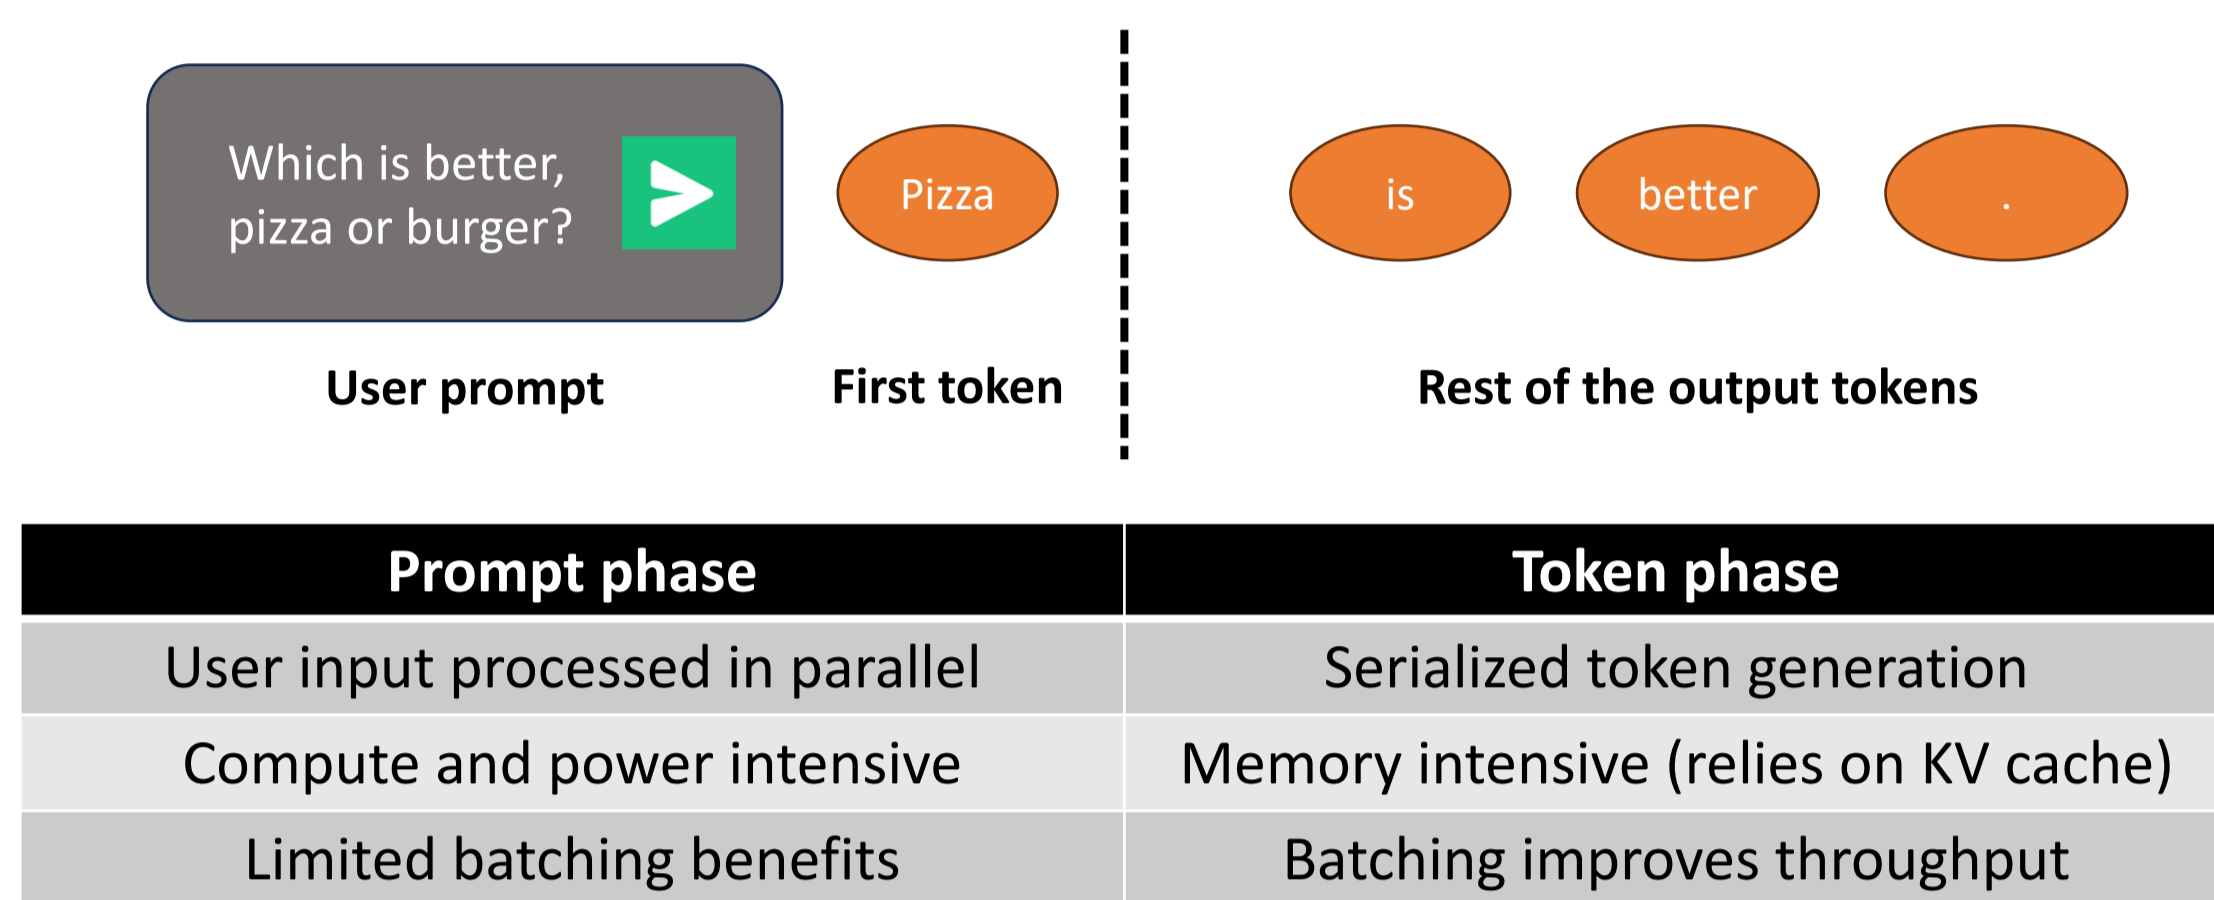 Which is better,
pizza or burger?
Pizza
is
better
.
User prompt
First token
Rest of the output tokens
Prompt phase
Token phase
User input processed in parallel
Serialized token generation
Compute and power intensive
Memory intensive (relies on KV cache)
Limited batching benefits
Batching improves throughput